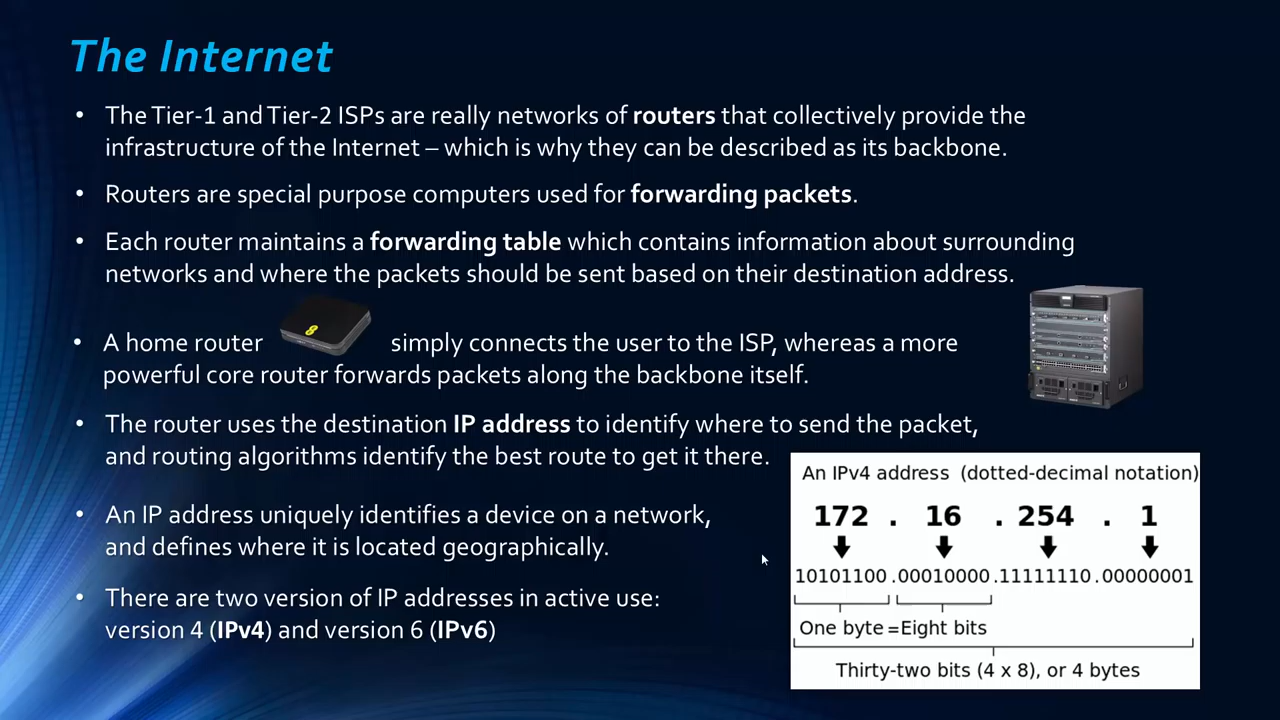 The Internet
• The Tier-1 and Tier-2 ISPs are really networks of routers that collectively provide the
infrastructure of the Internet – which is why they can be described as its backbone.
• Routers are special purpose computers used for forwarding packets.
• Each router maintains a forwarding table which contains information about surrounding
networks and where the packets should be sent based on their destination address.
• A home router simply connects the user to the ISP, whereas a more
powerful core router forwards packets along the backbone itself.
• The router uses the destination IP address to identify where to send the packet,
and routing algorithms identify the best route to get it there.
• An IP address uniquely identifies a device on a network,
and defines where it is located geographically.
• There are two version of IP addresses in active use:
version 4 (IPv4) and version 6 (IPv6)
An IPv4 address (dotted-decimal notation)
172 . 16 . 254 . 1
10101100 .00010000 .11111110 .00000001
One byte =Eight bits
Thirty-two bits (4 x 8), or 4 bytes